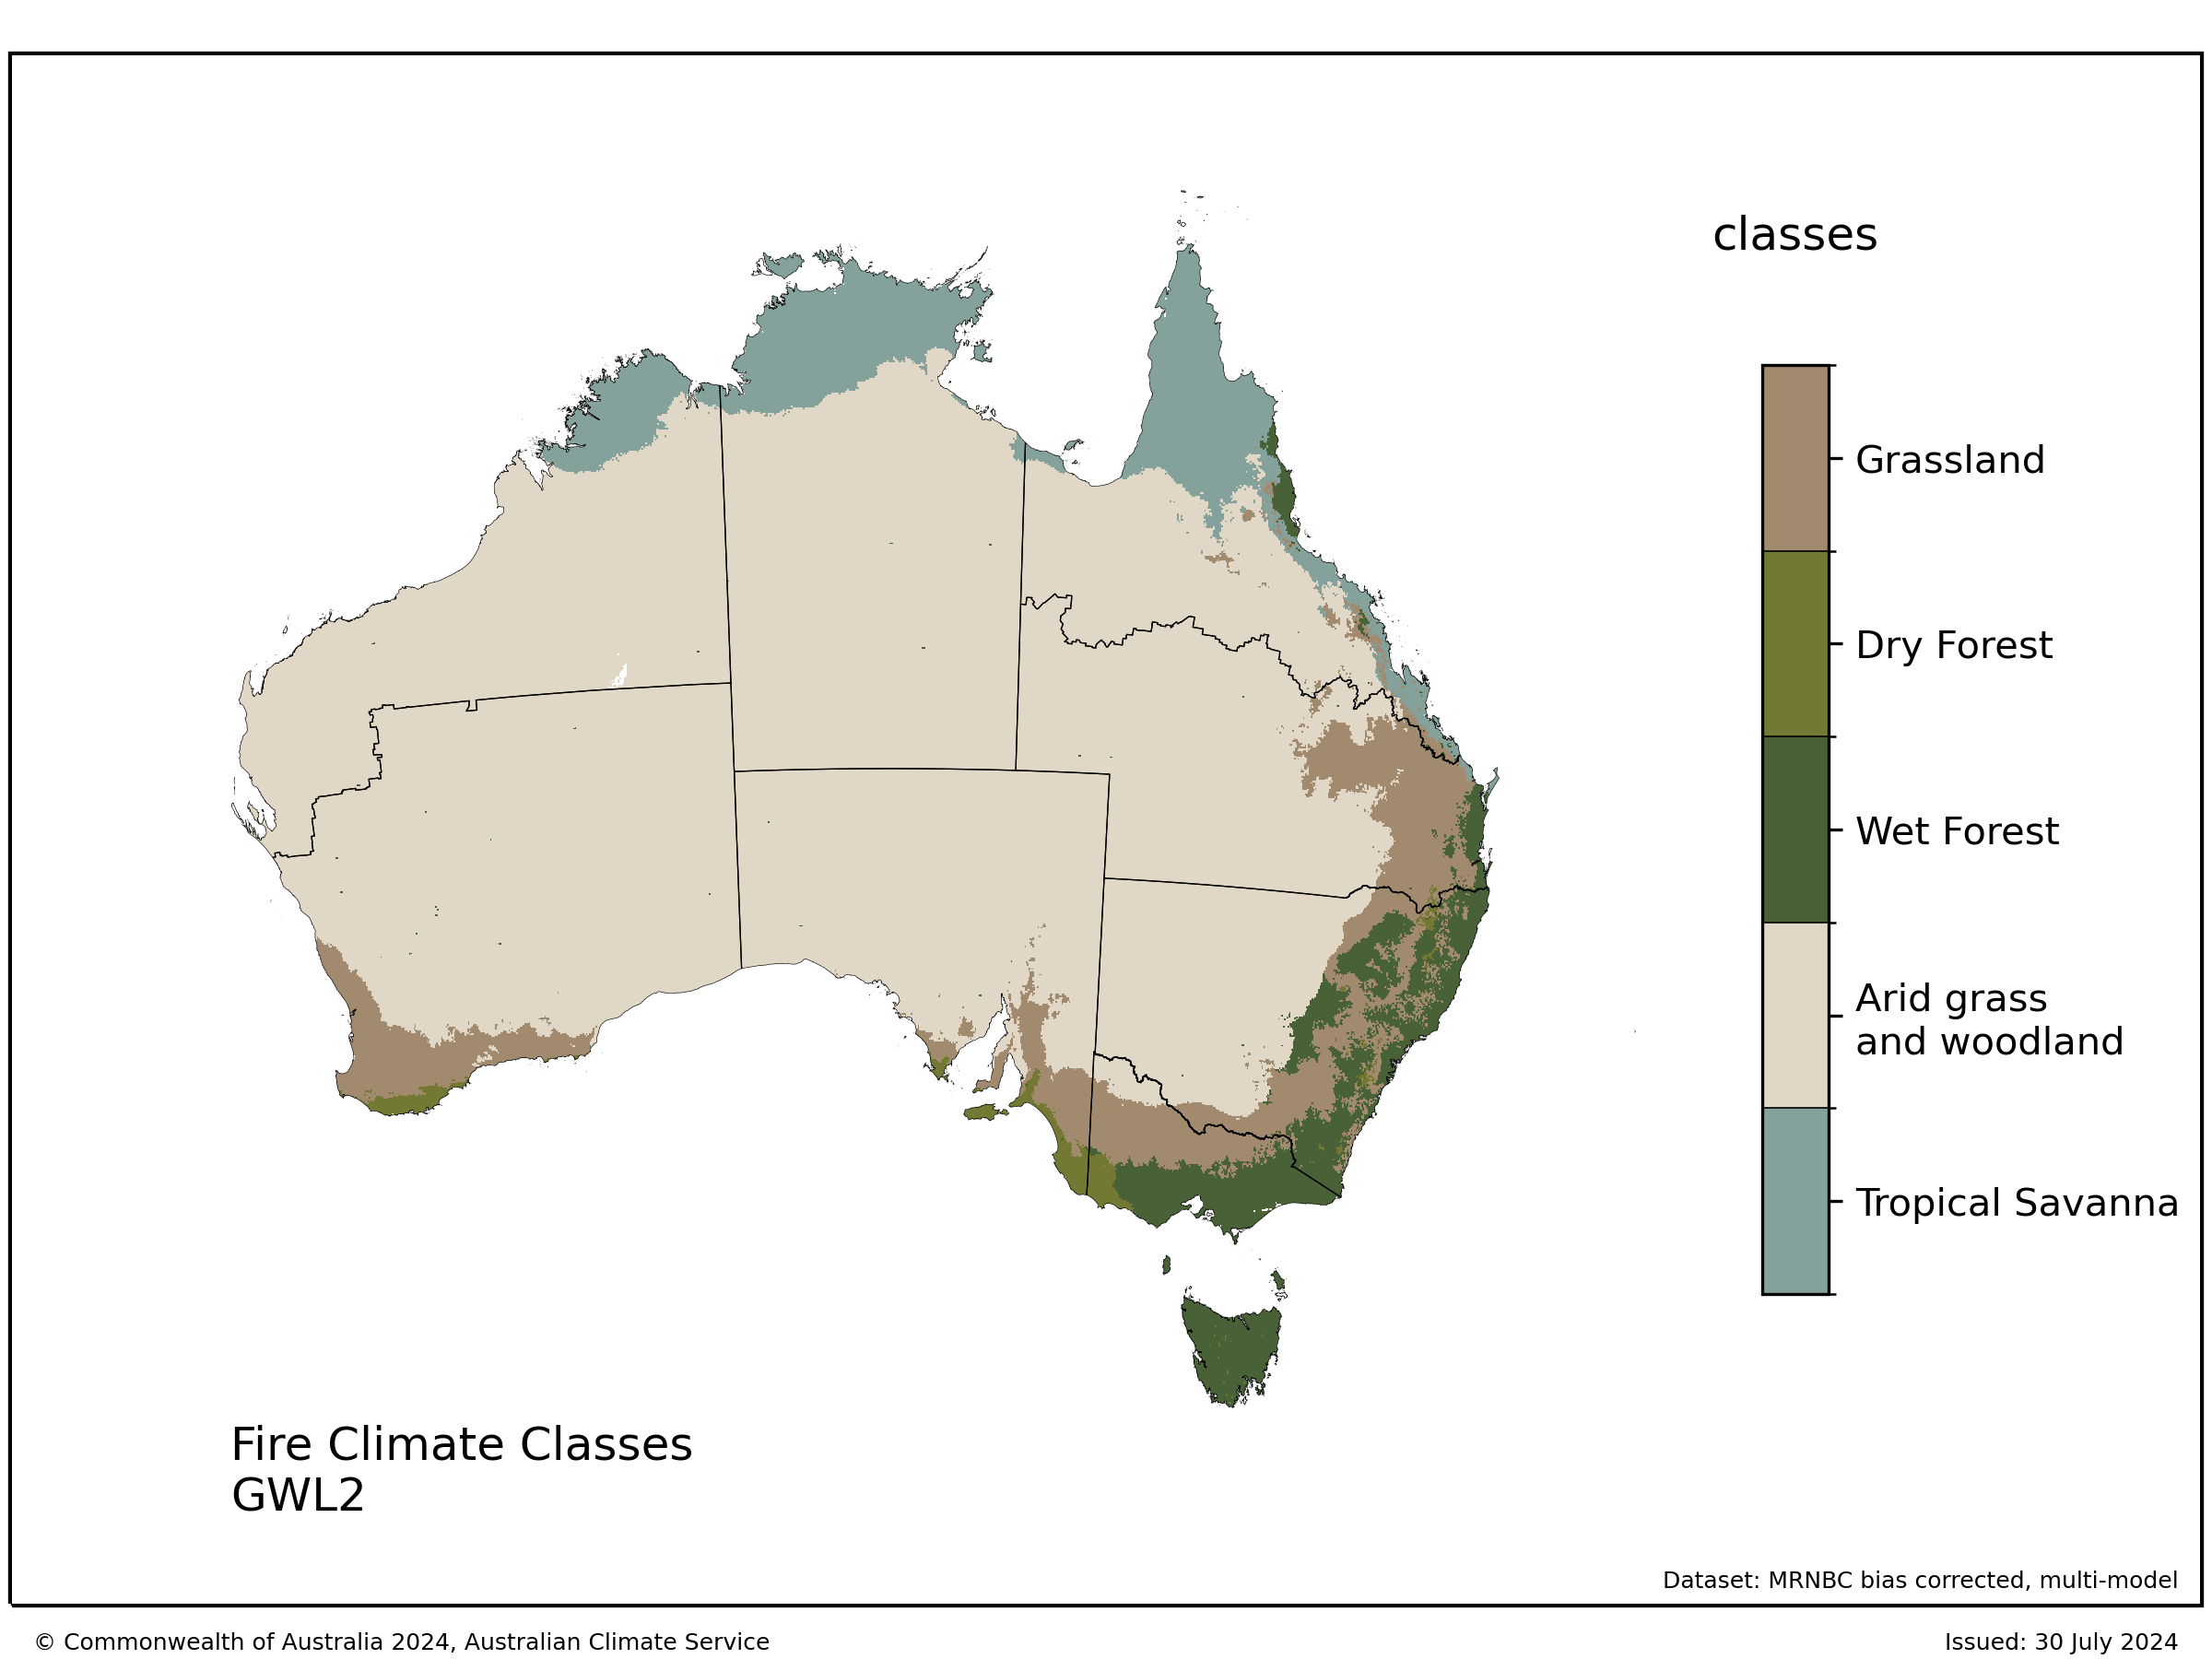 classes
Grassland
Dry Forest
Wet Forest
Arid grass
and woodland
Tropical Savanna
Fire Climate Classes
GWL2
Dataset: MRNBC bias corrected, multi-model
© Commonwealth of Australia 2024, Australian Climate Service
Issued: 30 July 2024